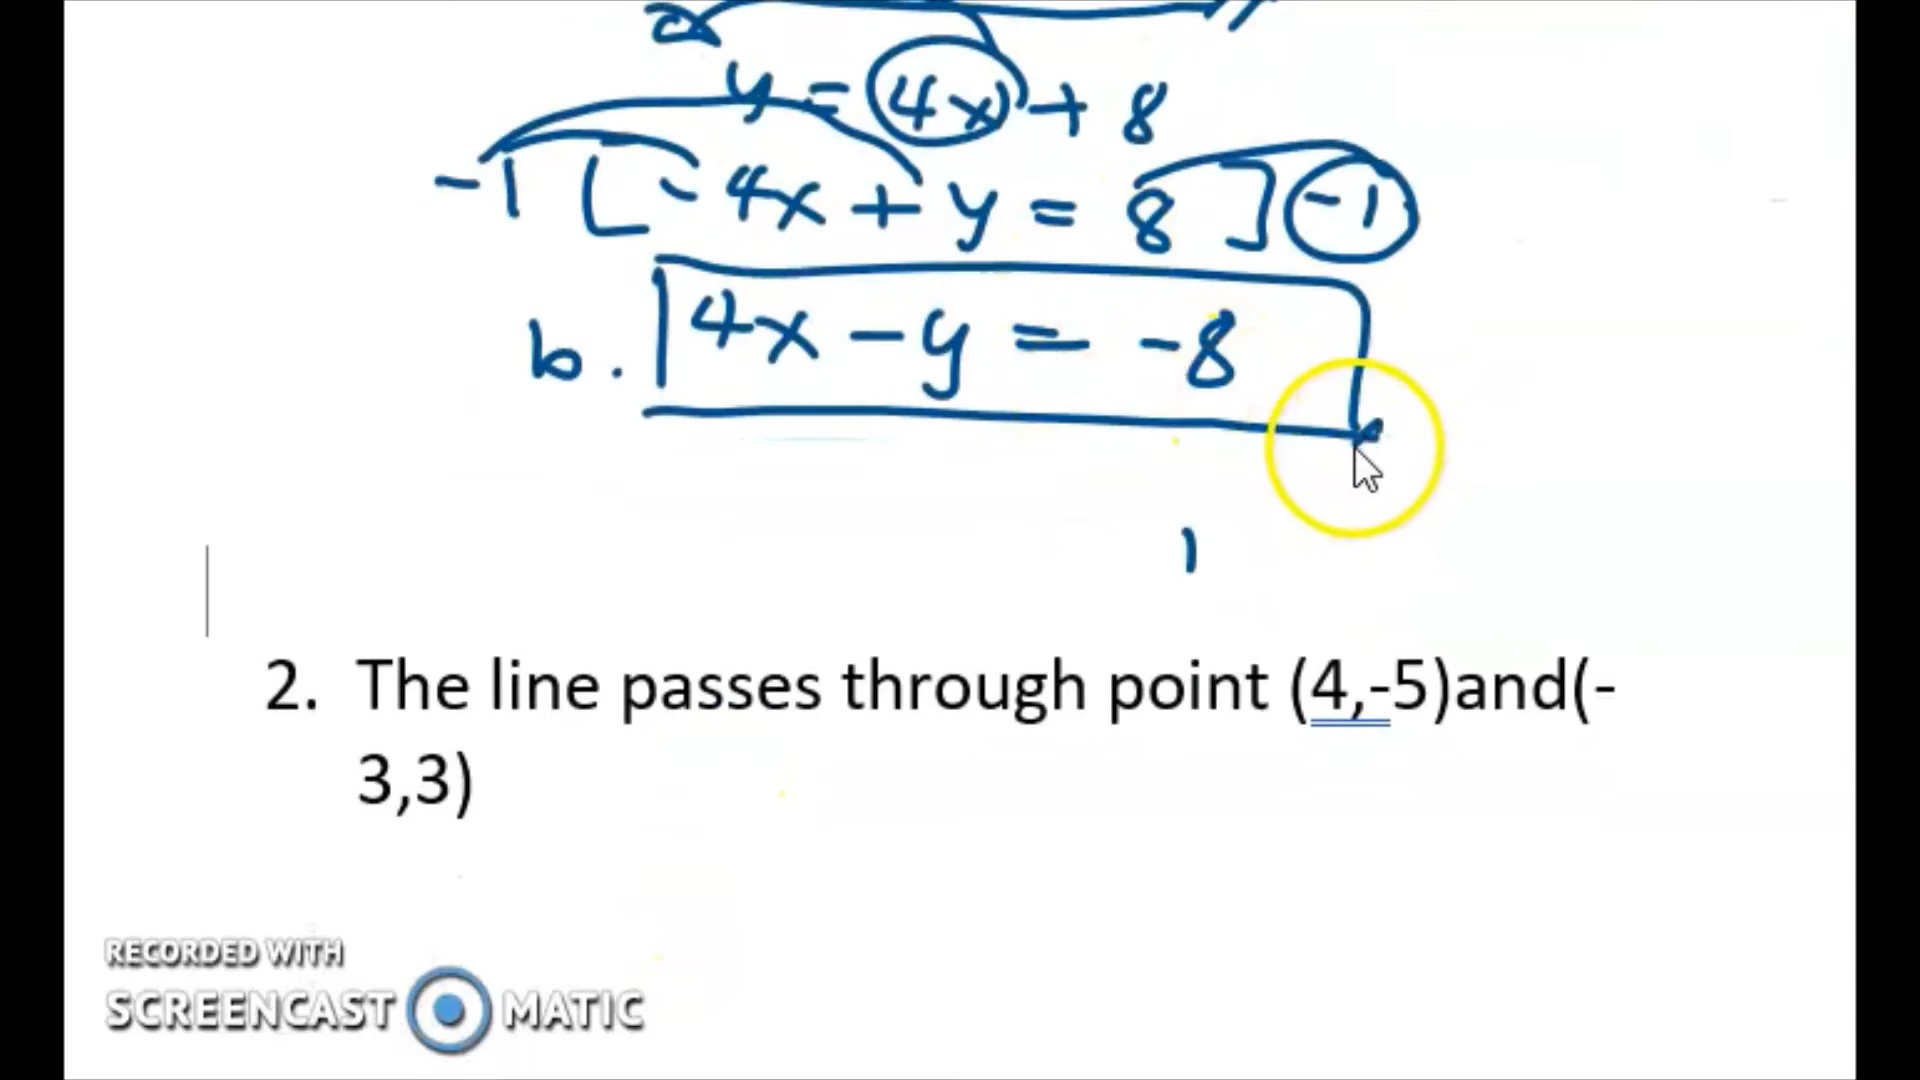 y = 4x + 8
-1 [-4x + y = 8] -1
b. 4x - y = -8
2. The line passes through point (4,-5)and(-
3,3)
RECORDED WITH
SCREENCAST MATIC